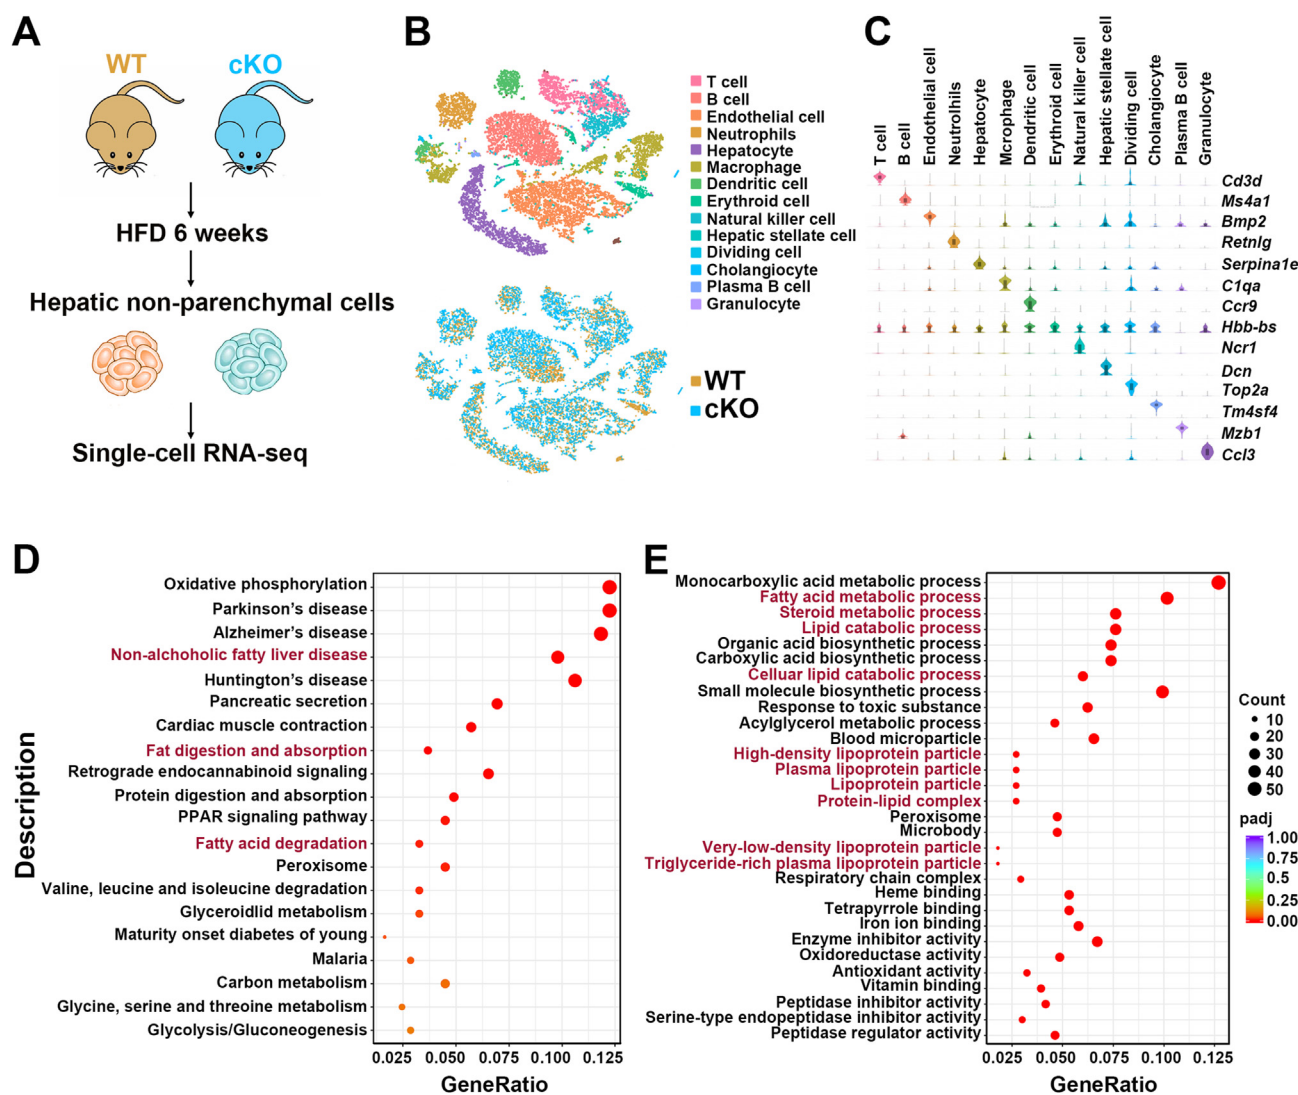 A
WT
cKO
HFD 6 weeks
Hepatic non-parenchymal cells
Single-cell RNA-seq
B
T cell
B cell
Endothelial cell
Neutrophils
Hepatocyte
Macrophage
Dendritic cell
Erythroid cell
Natural killer cell
Hepatic stellate cell
Dividing cell
Cholangiocyte
Plasma B cell
Granulocyte
WT
cKO
C
T cell
B cell
Endothelial cell
Neutrolhils
Hepatocyte
Mcrophage
Dendritic cell
Erythroid cell
Natural killer cell
Hepatic stellate cell
Dividing cell
Cholangiocyte
Plasma B cell
Granulocyte
Cd3d
Ms4a1
Bmp2
Retnlg
Serpina1e
C1qa
Ccr9
Hbb-bs
Ncr1
Dcn
Top2a
Tm4sf4
Mzb1
Ccl3
D
Description
Oxidative phosphorylation
Parkinson's disease
Alzheimer's disease
Non-alchoholic fatty liver disease
Huntington's disease
Pancreatic secretion
Cardiac muscle contraction
Fat digestion and absorption
Retrograde endocannabinoid signaling
Protein digestion and absorption
PPAR signaling pathway
Fatty acid degradation
Peroxisome
Valine, leucine and isoleucine degradation
Glyceroidlid metabolism
Maturity onset diabetes of young
Malaria
Carbon metabolism
Glycine, serine and threoine metabolism
Glycolysis/Gluconeogenesis
0.025 0.050 0.075 0.100 0.125
GeneRatio
E
Monocarboxylic acid metabolic process
Fatty acid metabolic process
Steroid metabolic process
Lipid catabolic process
Organic acid biosynthetic process
Carboxylic acid biosynthetic process
Celluar lipid catabolic process
Small molecule biosynthetic process
Response to toxic substance
Acylglycerol metabolic process
Blood microparticle
High-density lipoprotein particle
Plasma lipoprotein particle
Lipoprotein particle
Protein-lipid complex
Peroxisome
Microbody
Very-low-density lipoprotein particle
Triglyceride-rich plasma lipoprotein particle
Respiratory chain complex
Heme binding
Tetrapyrrole binding
Iron ion binding
Enzyme inhibitor activity
Oxidoreductase activity
Antioxidant activity
Vitamin binding
Peptidase inhibitor activity
Serine-type endopeptidase inhibitor activity
Peptidase regulator activity
0.025 0.050 0.075 0.100 0.125
GeneRatio
Count
10
20
30
40
50
padj
1.00
0.75
0.5
0.25
0.00